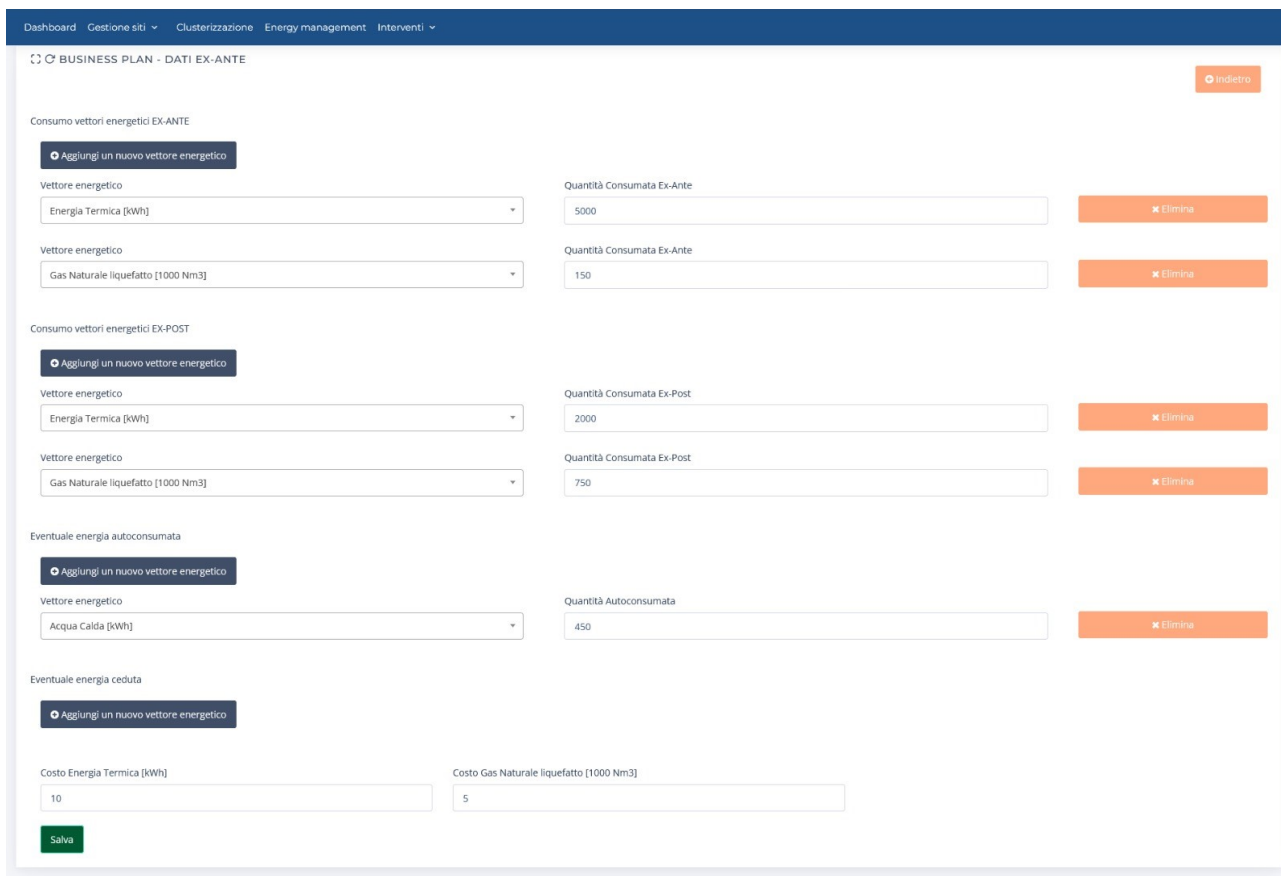 Dashboard Gestione siti Clusterizzazione Energy management Interventi
BUSINESS PLAN - DATI EX-ANTE
Indietro
Consumo vettori energetici EX-ANTE
Aggiungi un nuovo vettore energetico
Vettore energetico Quantità Consumata Ex-Ante
Energia Termica [kWh] 5000 Elimina
Vettore energetico Quantità Consumata Ex-Ante
Gas Naturale liquefatto [1000 Nm3] 150 Elimina
Consumo vettori energetici EX-POST
Aggiungi un nuovo vettore energetico
Vettore energetico Quantità Consumata Ex-Post
Energia Termica [kWh] 2000 Elimina
Vettore energetico Quantità Consumata Ex-Post
Gas Naturale liquefatto [1000 Nm3] 750 Elimina
Eventuale energia autoconsumata
Aggiungi un nuovo vettore energetico
Vettore energetico Quantità Autoconsumata
Acqua Calda [kWh] 450 Elimina
Eventuale energia ceduta
Aggiungi un nuovo vettore energetico
Costo Energia Termica [kWh] Costo Gas Naturale liquefatto [1000 Nm3]
10 5
Salva